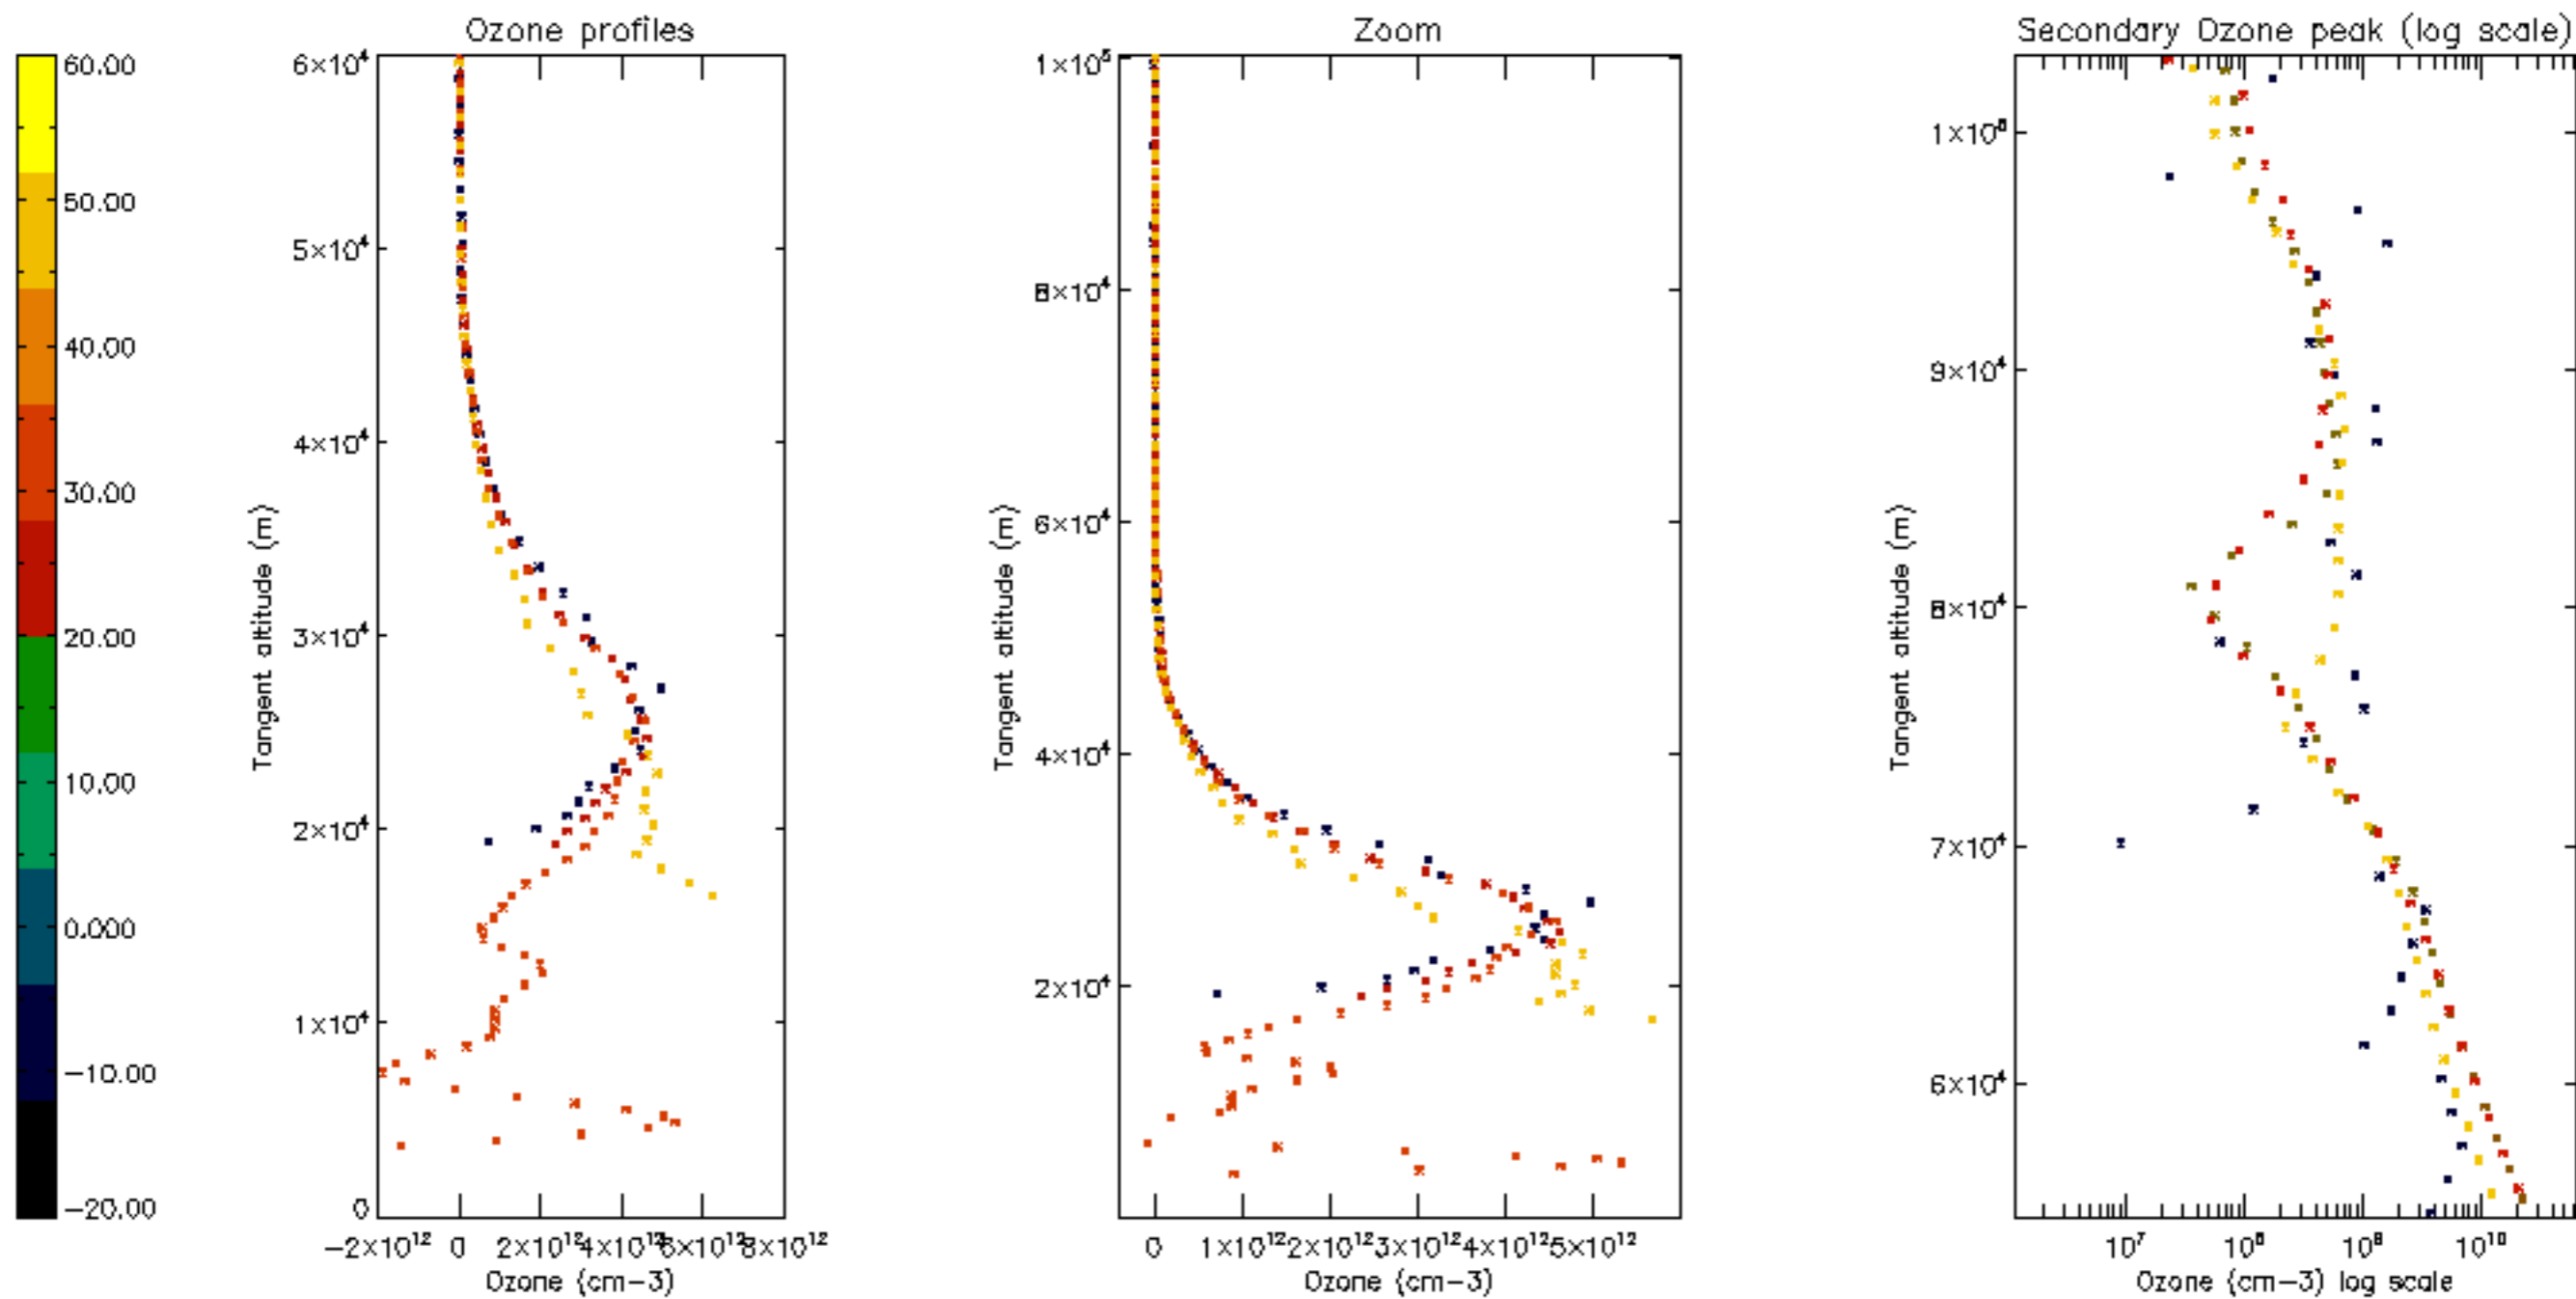 Ozone profiles
Zoom
Secondary Ozone peak (log scale)
60.00
50.00
40.00
30.00
20.00
10.00
0.000
−10.00
−20.00
6×10⁴
5×10⁴
4×10⁴
3×10⁴
2×10⁴
1×10⁴
0
Tangent altitude (m)
−2×10¹² 0 2×10¹² 4×10¹² 6×10¹² 8×10¹²
Ozone (cm−3)
1×10⁵
8×10⁴
6×10⁴
4×10⁴
2×10⁴
Tangent altitude (m)
0 1×10¹² 2×10¹² 3×10¹² 4×10¹² 5×10¹²
Ozone (cm−3)
1×10⁵
9×10⁴
8×10⁴
7×10⁴
6×10⁴
Tangent altitude (m)
10⁷ 10⁸ 10⁹ 10¹⁰
Ozone (cm−3) log scale